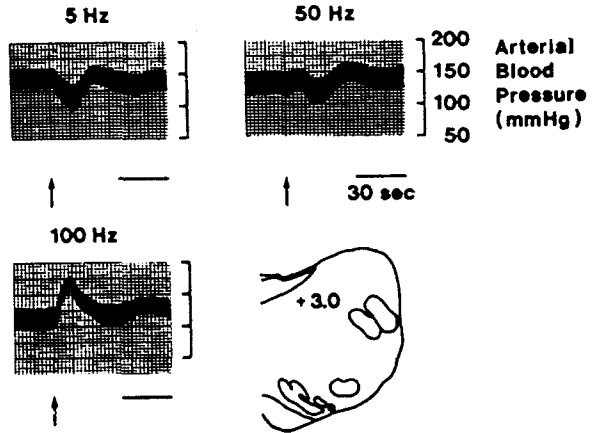 5 Hz
50 Hz
200
150
100
50
Arterial
Blood
Pressure
(mmHg)
30 sec
100 Hz
+ 3.0